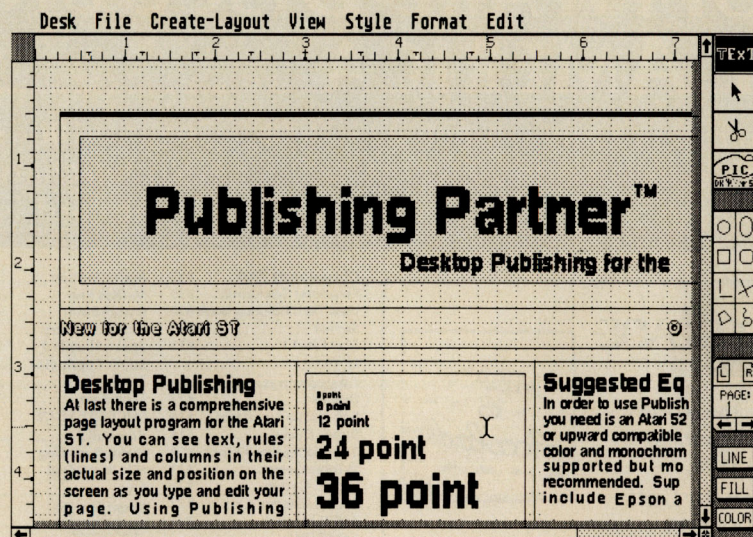 Desk File Create-Layout View Style Format Edit
1 2 3 4 5 6 7
TEXT
1
PIC
Publishing Partner™
2
Desktop Publishing for the
New for the Atari ST
3
Desktop Publishing
At last there is a comprehensive
page layout program for the Atari
ST. You can see text, rules
(lines) and columns in their
actual size and position on the
screen as you type and edit your
page. Using Publishing
8 point
12 point
24 point
36 point
Suggested Eq
In order to use Publish
you need is an Atari 52
or upward compatible
color and monochrom
supported but mo
recommended. Sup
include Epson a
4
L R
PAGE:
1
LINE
FILL
COLOR